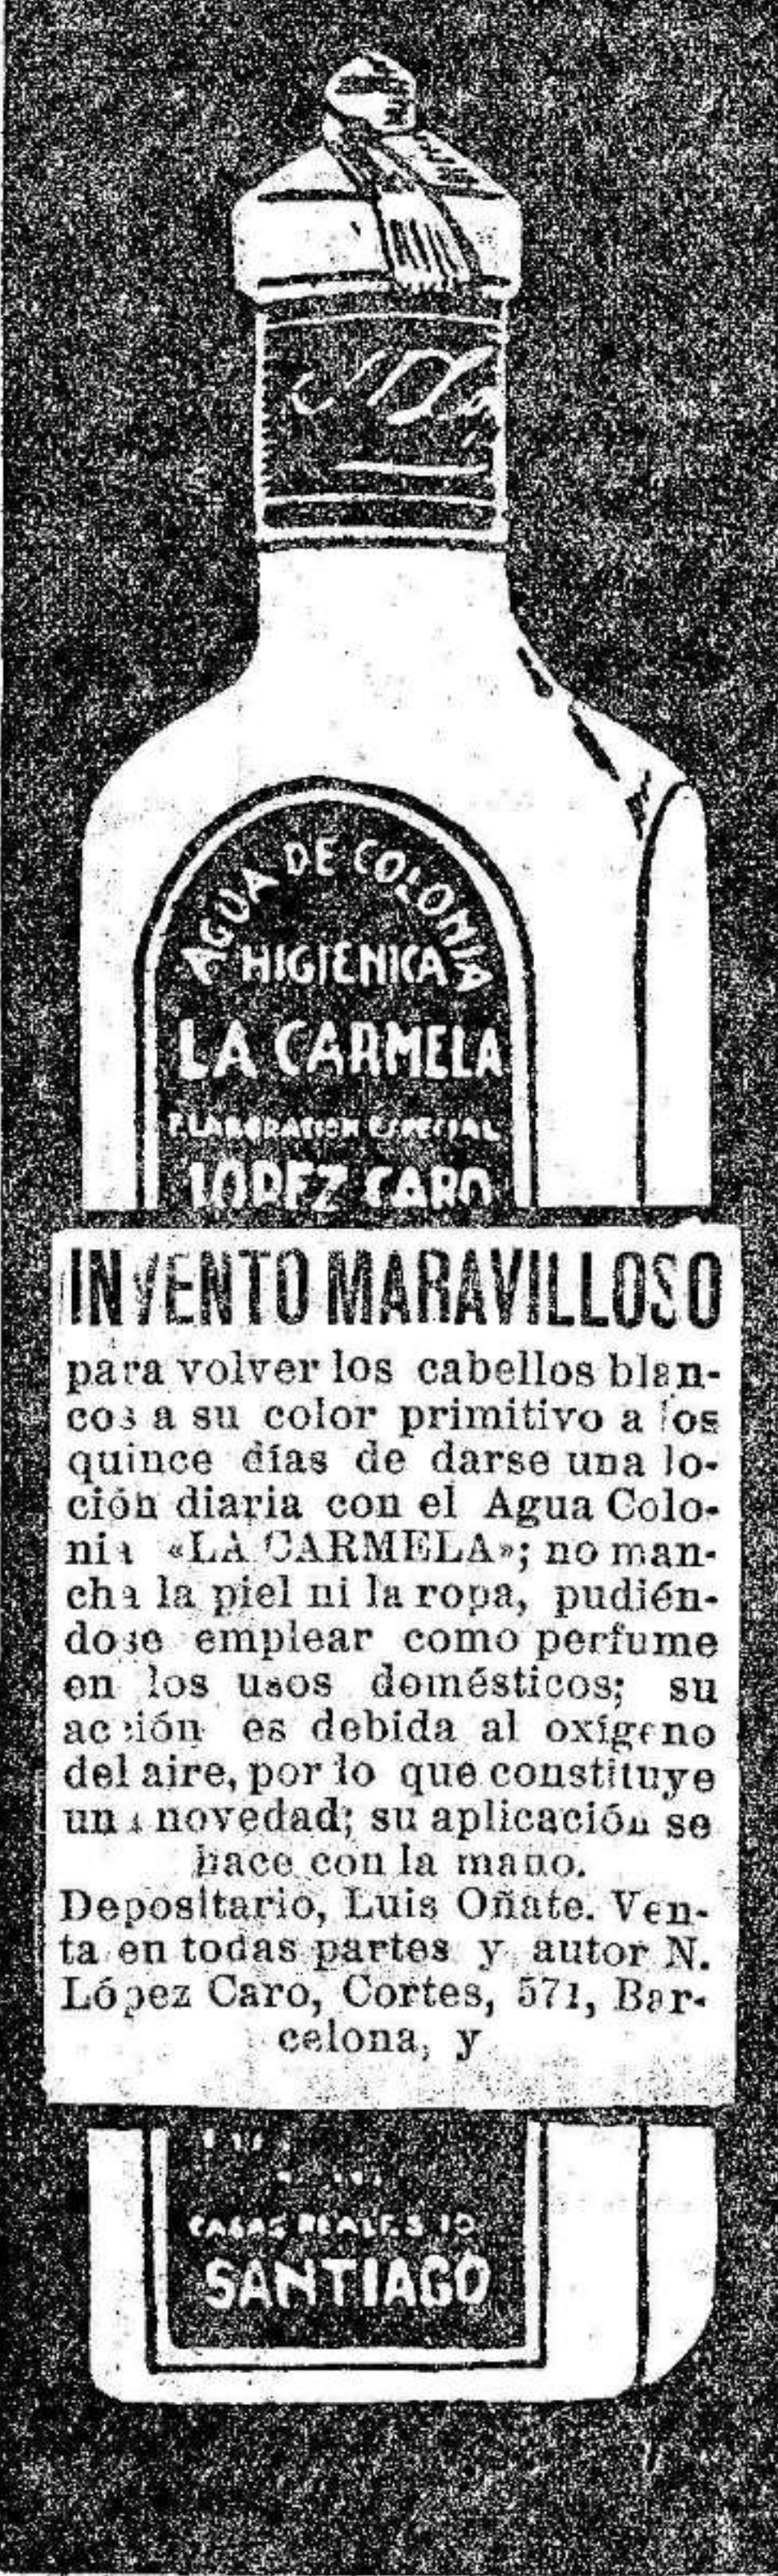 AGUA DE COLONIA
HIGIENICA
LA CARMELA
ELABORACION ESPECIAL
LOPEZ CARO
INVENTO MARAVILLOSO
para volver los cabellos blan-
cos a su color primitivo a los
quince días de darse una lo-
ción diaria con el Agua Colo-
nia «LA CARMELA»; no man-
cha la piel ni la ropa, pudién-
dose emplear como perfume
en los usos domésticos; su
acción es debida al oxígeno
del aire, por lo que constituye
una novedad; su aplicación se
hace con la mano.
Depositario, Luis Oñate. Ven-
ta en todas partes y autor N.
López Caro, Cortes, 571, Bar-
celona, y
CASAS REALES 10
SANTIAGO